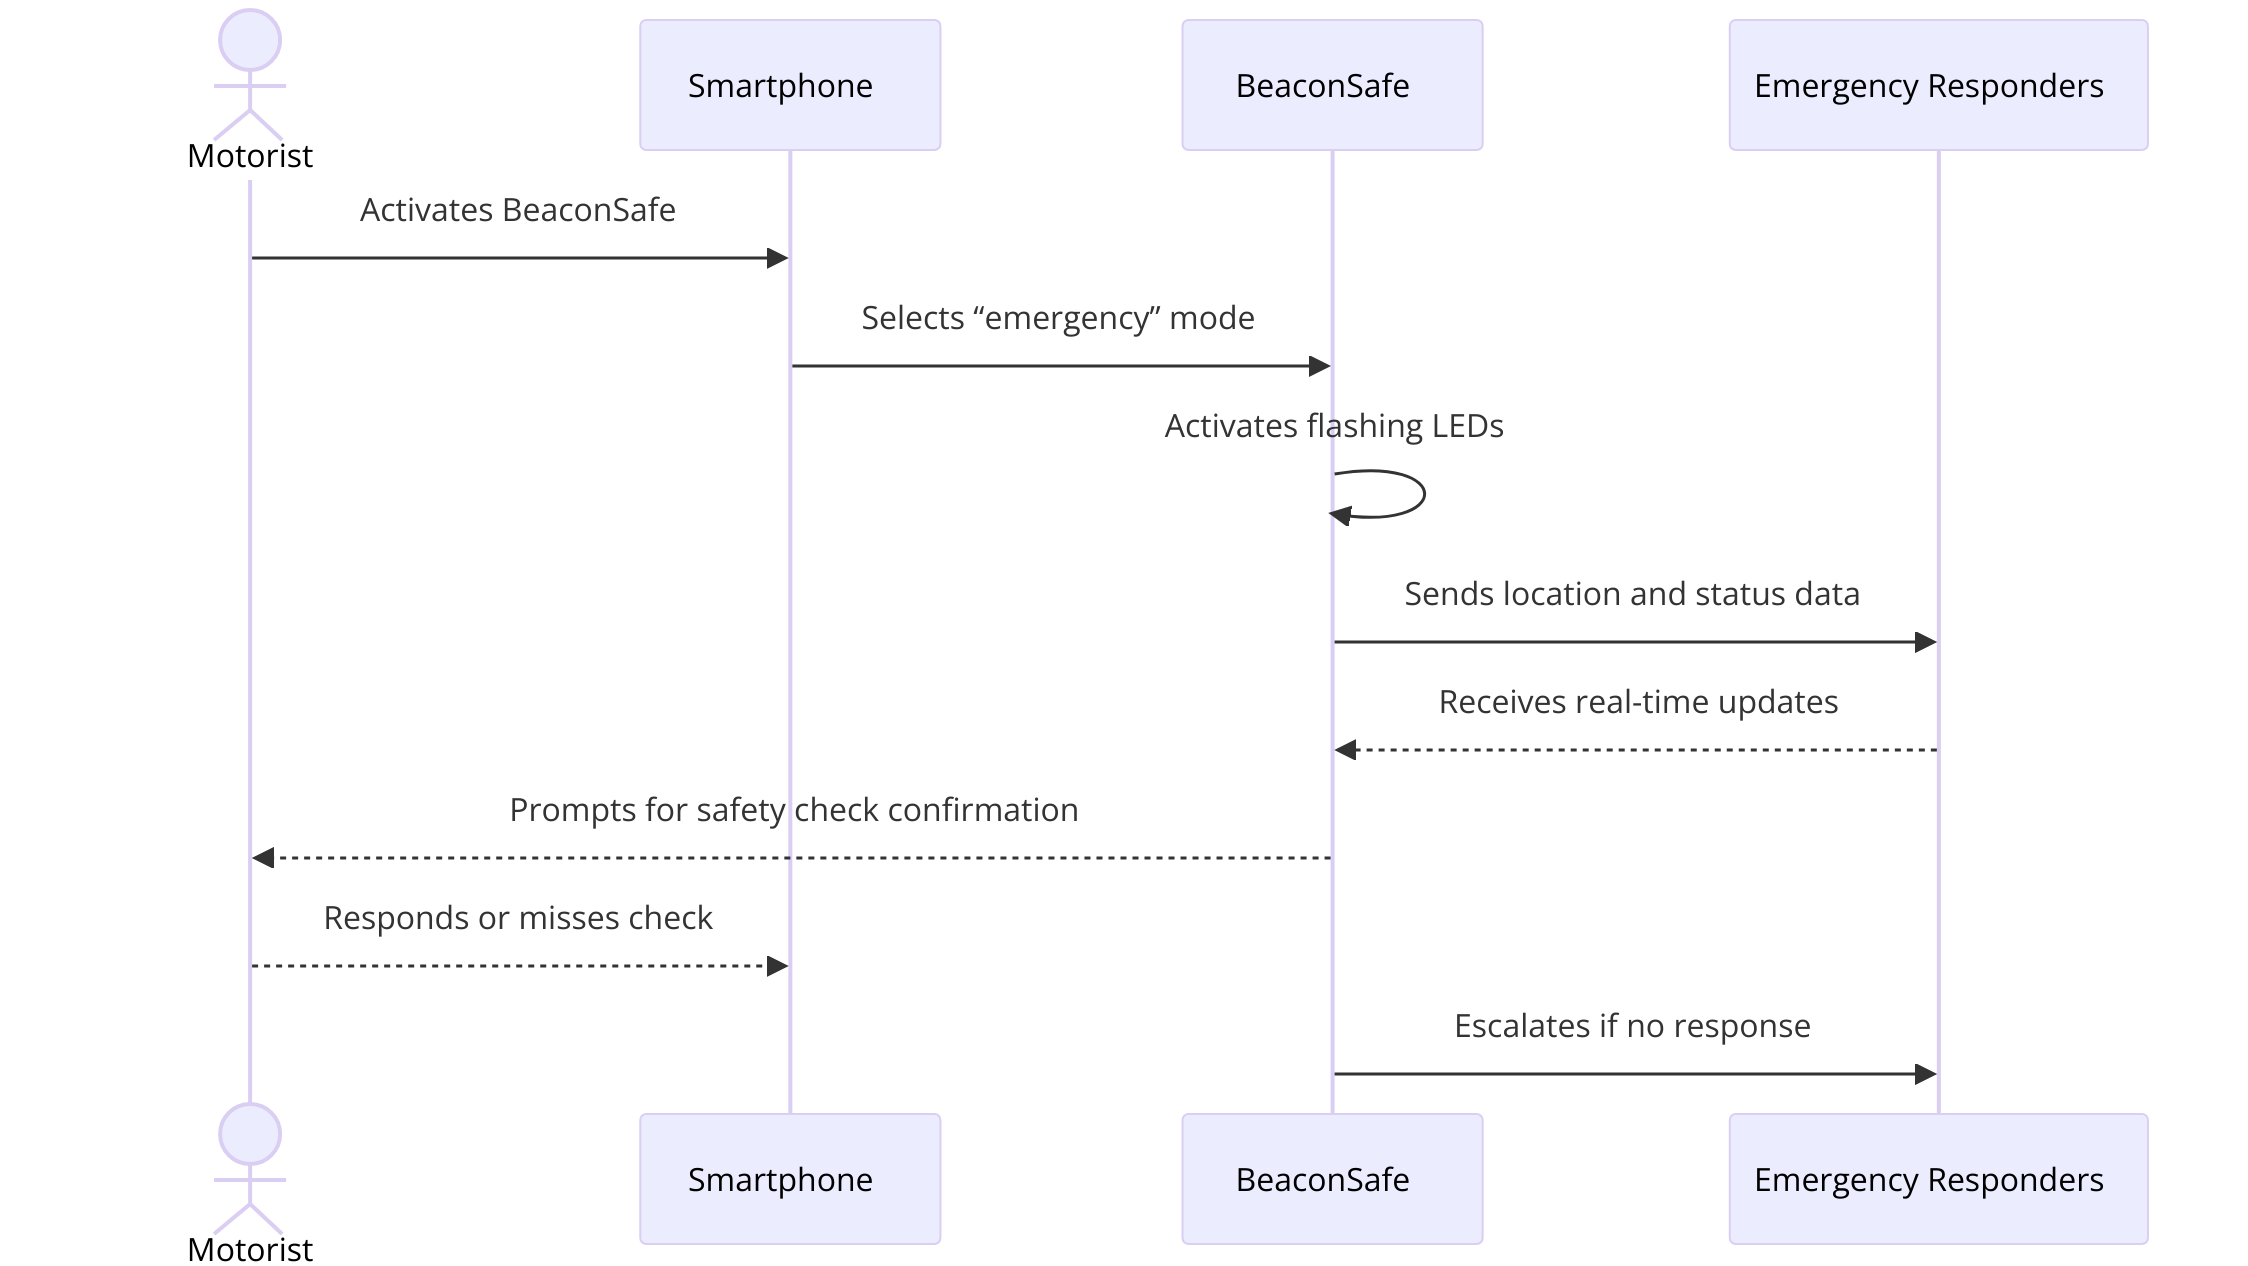 Motorist
Smartphone
BeaconSafe
Emergency Responders
Activates BeaconSafe
Selects “emergency” mode
Activates flashing LEDs
Sends location and status data
Receives real-time updates
Prompts for safety check confirmation
Responds or misses check
Escalates if no response
Motorist
Smartphone
BeaconSafe
Emergency Responders